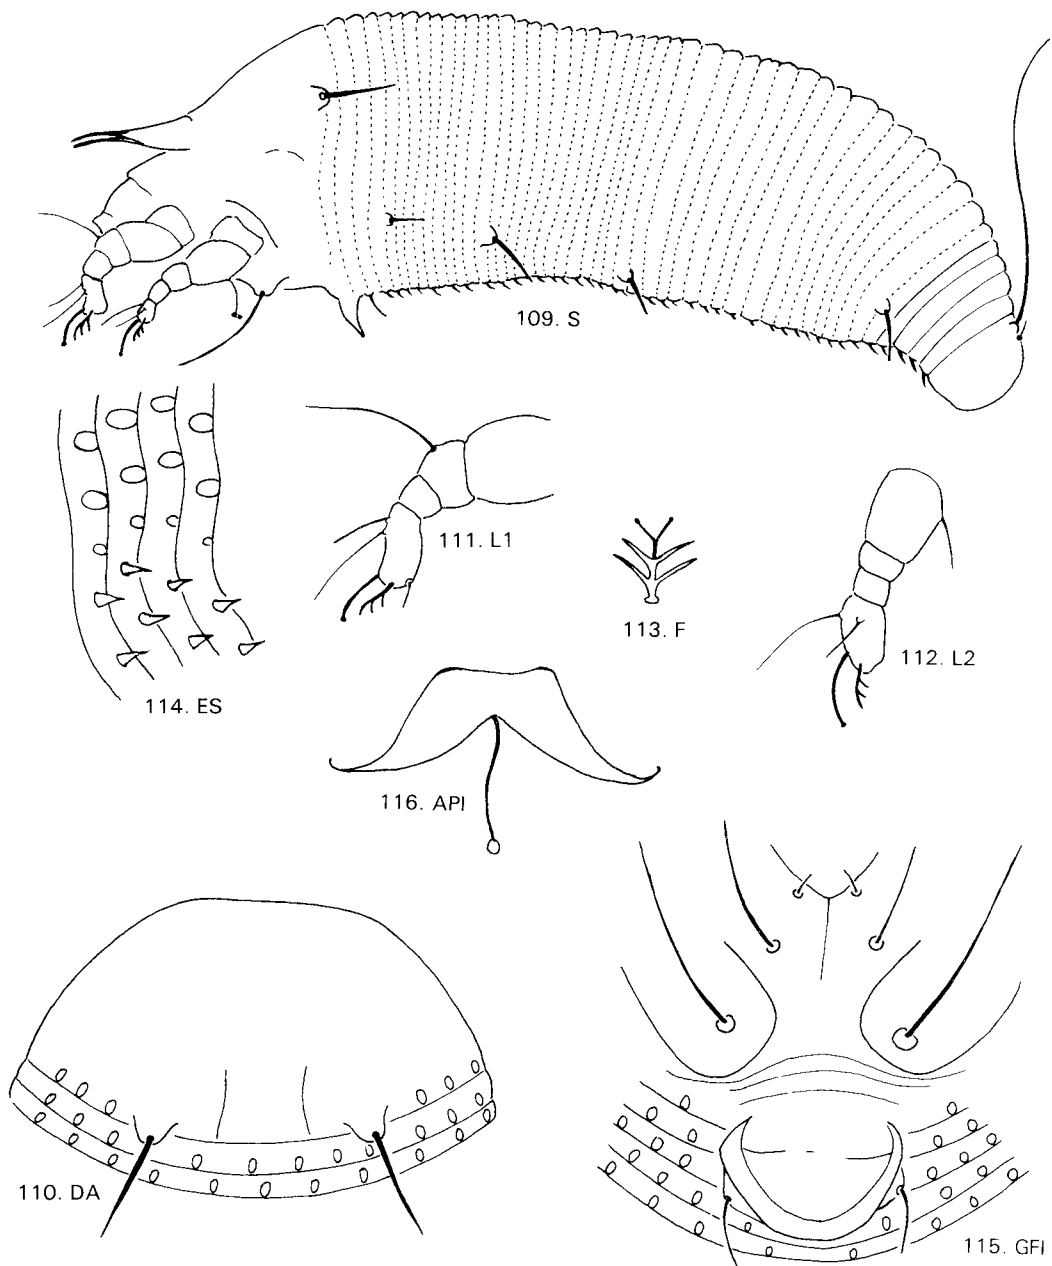 109. S
111. L1
113. F
112. L2
114. ES
116. API
110. DA
115. GFI